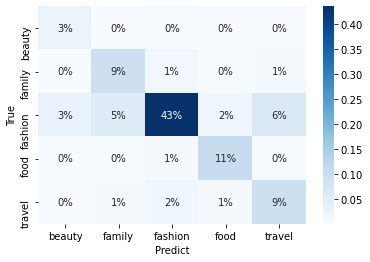 beauty 3% 0% 0% 0% 0% 0.40
family 0% 9% 1% 0% 1% 0.35
0.30
True fashion 3% 5% 43% 2% 6% 0.25
0.20
food 0% 0% 1% 11% 0% 0.15
0.10
travel 0% 1% 2% 1% 9% 0.05
beauty family fashion food travel
Predict